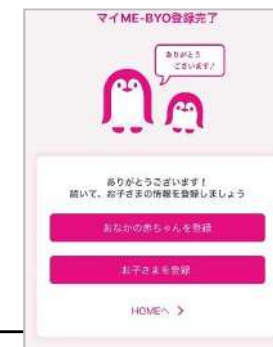 マイME-BYO登録完了
ありがとう
ございます!
ありがとうございます！
続いて、お子さまの情報を登録しましょう
おなかの赤ちゃんを登録
お子さまを登録
HOMEへ >